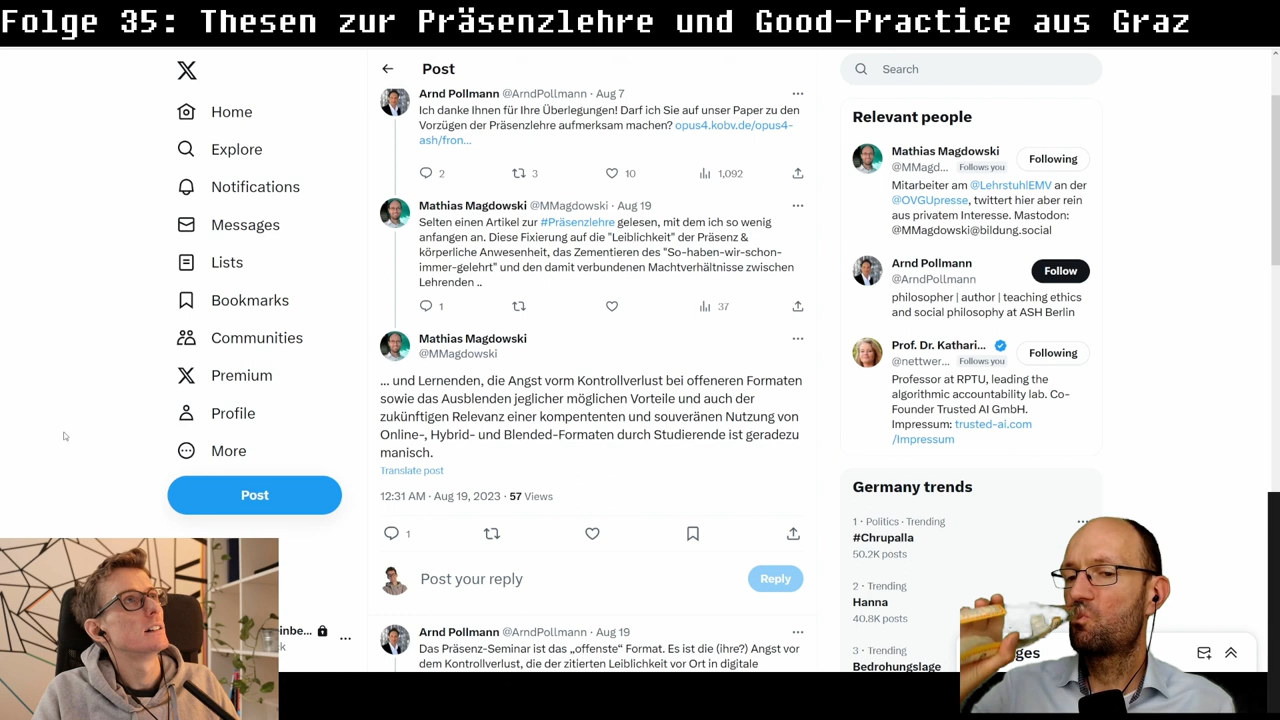 Folge 35: Thesen zur Präsenzlehre und Good-Practice aus Graz
Home
Explore
Notifications
Messages
Lists
Bookmarks
Communities
Premium
Profile
More
Post
inbe...
k
Post
Arnd Pollmann @ArndPollmann · Aug 7
Ich danke Ihnen für Ihre Überlegungen! Darf ich Sie auf unser Paper zu den
Vorzügen der Präsenzlehre aufmerksam machen? opus4.kobv.de/opus4-
ash/fron...
2 3 10 1,092
Mathias Magdowski @MMagdowski · Aug 19
Selten einen Artikel zur #Präsenzlehre gelesen, mit dem ich so wenig
anfangen an. Diese Fixierung auf die "Leiblichkeit" der Präsenz &
körperliche Anwesenheit, das Zementieren des "So-haben-wir-schon-
immer-gelehrt" und den damit verbundenen Machtverhältnisse zwischen
Lehrenden ..
1 37
Mathias Magdowski
@MMagdowski
... und Lernenden, die Angst vorm Kontrollverlust bei offeneren Formaten
sowie das Ausblenden jeglicher möglichen Vorteile und auch der
zukünftigen Relevanz einer kompententen und souveränen Nutzung von
Online-, Hybrid- und Blended-Formaten durch Studierende ist geradezu
manisch.
Translate post
12:31 AM · Aug 19, 2023 · 57 Views
1
Post your reply
Reply
Arnd Pollmann @ArndPollmann · Aug 19
Das Präsenz-Seminar ist das „offenste“ Format. Es ist die (ihre?) Angst vor
dem Kontrollverlust, die der zitierten Leiblichkeit vor Ort in digitale
Search
Relevant people
Mathias Magdowski
@MMagd... Follows you
Following
Mitarbeiter am @LehrstuhlEMV an der
@OVGUpresse, twittert hier aber rein
aus privatem Interesse. Mastodon:
@MMagdowski@bildung.social
Arnd Pollmann
@ArndPollmann
Follow
philosopher | author | teaching ethics
and social philosophy at ASH Berlin
Prof. Dr. Kathari...
@nettwer... Follows you
Following
Professor at RPTU, leading the
algorithmic accountability lab. Co-
Founder Trusted AI GmbH.
Impressum: trusted-ai.com
/Impressum
Germany trends
1 · Politics · Trending
#Chrupalla
50.2K posts
2 · Trending
Hanna
40.8K posts
3 · Trending
Bedrohungslage
ges